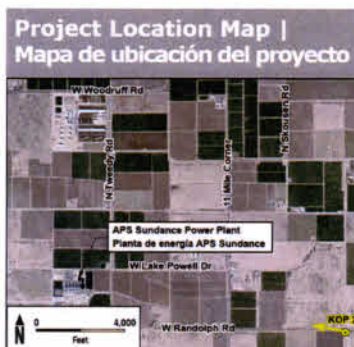 Project Location Map |
Mapa de ubicación del proyecto
W Woodruff Rd
N Tweedy Rd
11 Mile Corner
N Skousen Rd
APS Sundance Power Plant
Planta de energía APS Sundance
W Lake Powell Dr
N
0 4,000
Feet
W Randolph Rd
KOP